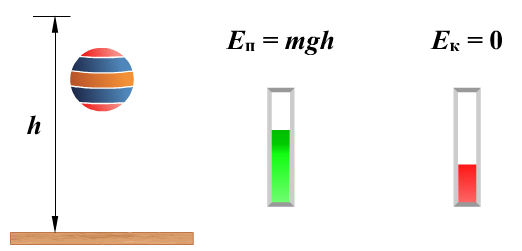 Eп = mgh
Eк = 0
h